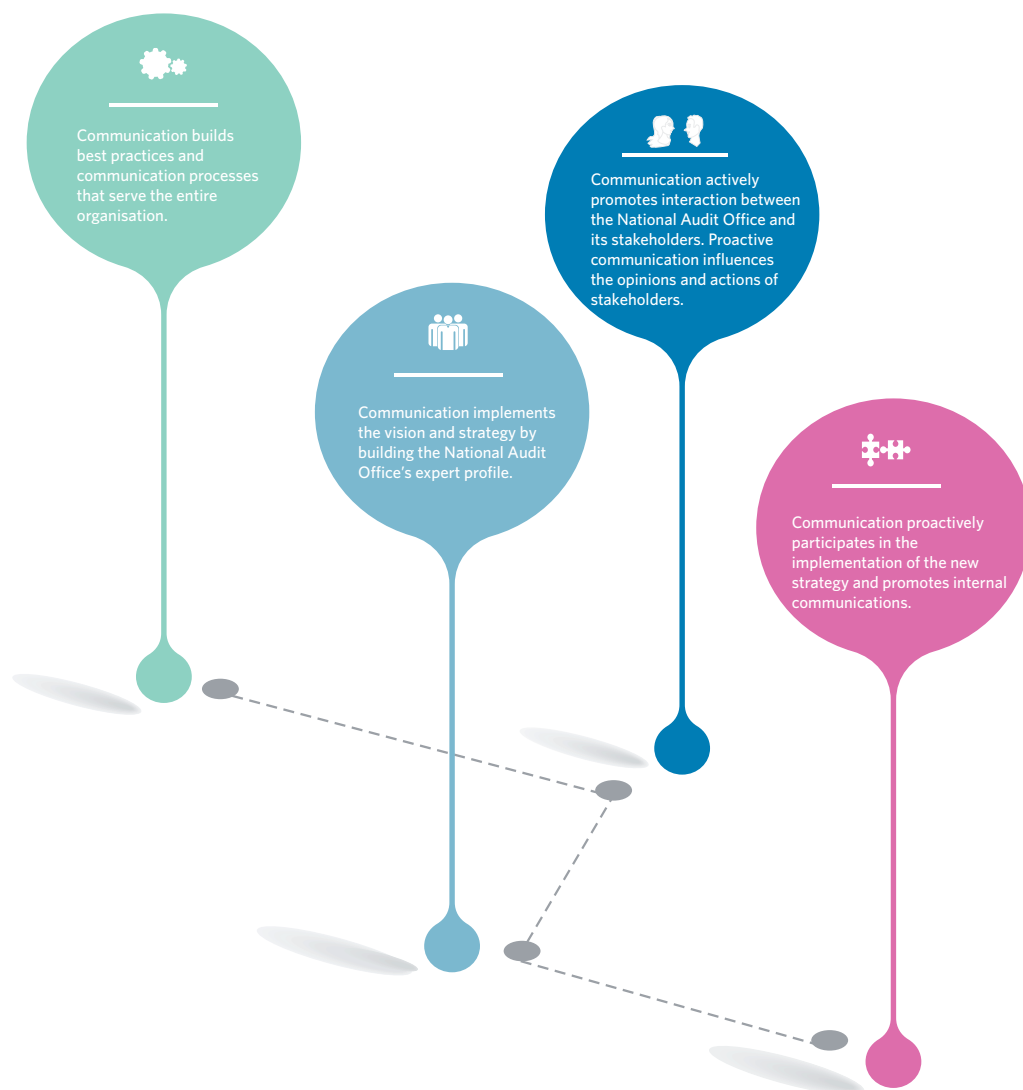 Communication builds
best practices and
communication processes
that serve the entire
organisation.
Communication actively
promotes interaction between
the National Audit Office and
its stakeholders. Proactive
communication influences
the opinions and actions of
stakeholders.
Communication implements
the vision and strategy by
building the National Audit
Office’s expert profile.
Communication proactively
participates in the
implementation of the new
strategy and promotes internal
communications.